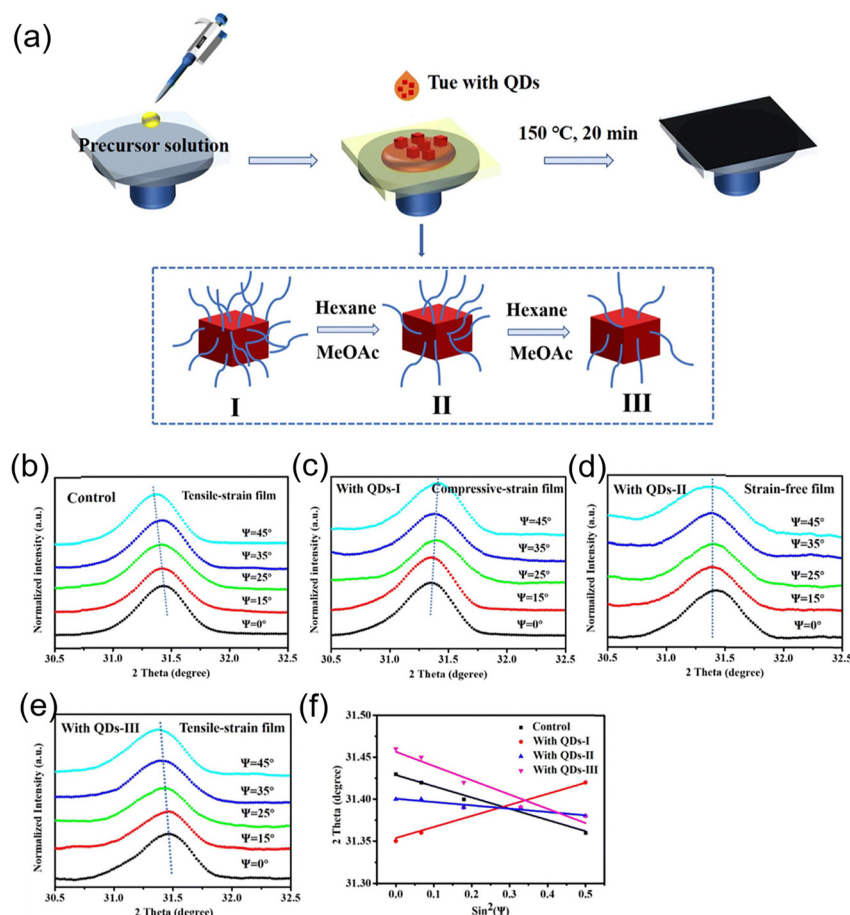 (a)
Precursor solution
Tue with QDs
150 ℃, 20 min
Hexane
MeOAc
Hexane
MeOAc
I
II
III
(b)
Control
Tensile-strain film
Ψ=45°
Ψ=35°
Ψ=25°
Ψ=15°
Ψ=0°
Normalized intensity (a.u.)
30.5 31.0 31.5 32.0 32.5
2 Theta (degree)
(c)
With QDs-I
Compressive-strain film
Ψ=45°
Ψ=35°
Ψ=25°
Ψ=15°
Ψ=0°
Normalized intensity (a.u.)
30.5 31.0 31.5 32.0 32.5
2 Theta (dgree)
(d)
With QDs-II
Strain-free film
Ψ=45°
Ψ=35°
Ψ=25°
Ψ=15°
Ψ=0°
Normalized Intensity (a.u.)
30.5 31.0 31.5 32.0 32.5
2 Theta (degree)
(e)
With QDs-III
Tensile-strain film
Ψ=45°
Ψ=35°
Ψ=25°
Ψ=15°
Ψ=0°
Normalized Intensity (a.u.)
30.5 31.0 31.5 32.0 32.5
2 Theta (degree)
(f)
31.50
31.45
31.40
31.35
31.30
2 Theta (degree)
Control
With QDs-I
With QDs-II
With QDs-III
0.0 0.1 0.2 0.3 0.4 0.5
Sin²(Ψ)